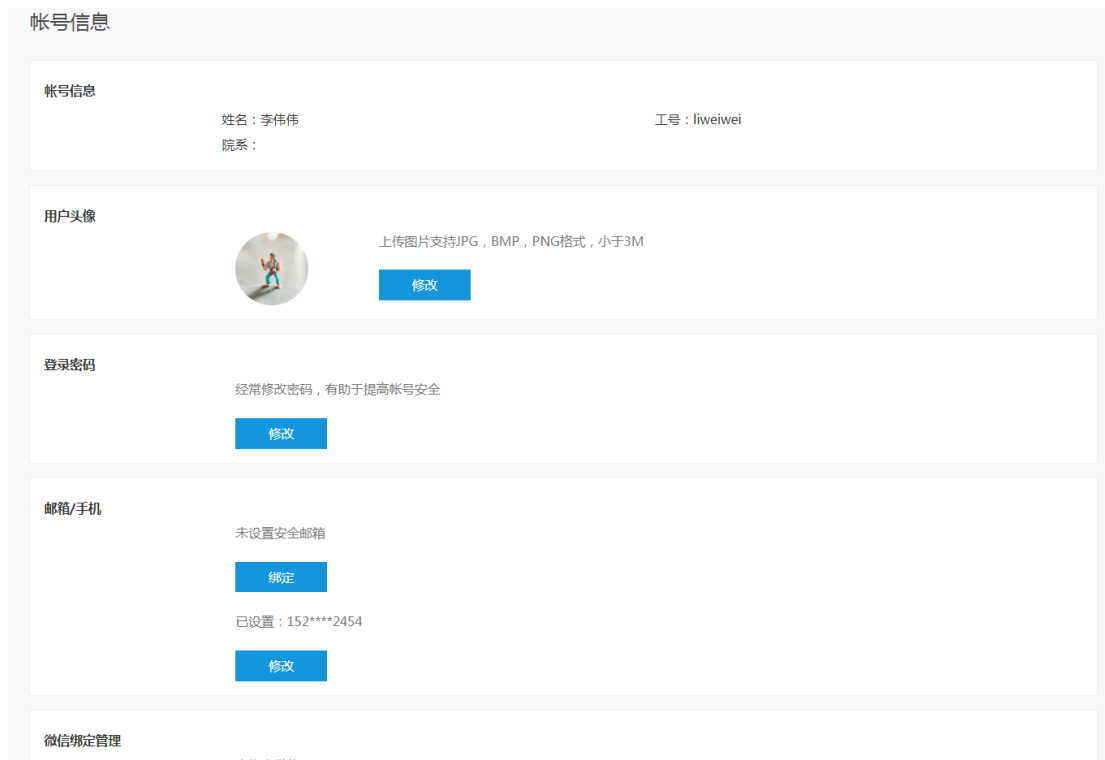 帐号信息
帐号信息
姓名：李伟伟
工号：liweiwei
院系：
用户头像
上传图片支持JPG，BMP，PNG格式，小于3M
修改
登录密码
经常修改密码，有助于提高帐号安全
修改
邮箱/手机
未设置安全邮箱
绑定
已设置：152****2454
修改
微信绑定管理